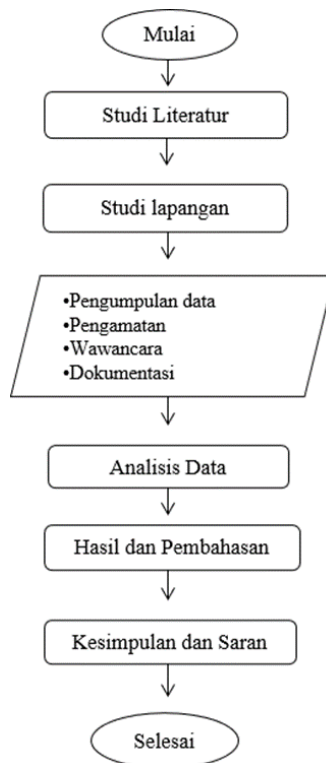 Mulai
Studi Literatur
Studi lapangan
•Pengumpulan data
•Pengamatan
•Wawancara
•Dokumentasi
Analisis Data
Hasil dan Pembahasan
Kesimpulan dan Saran
Selesai